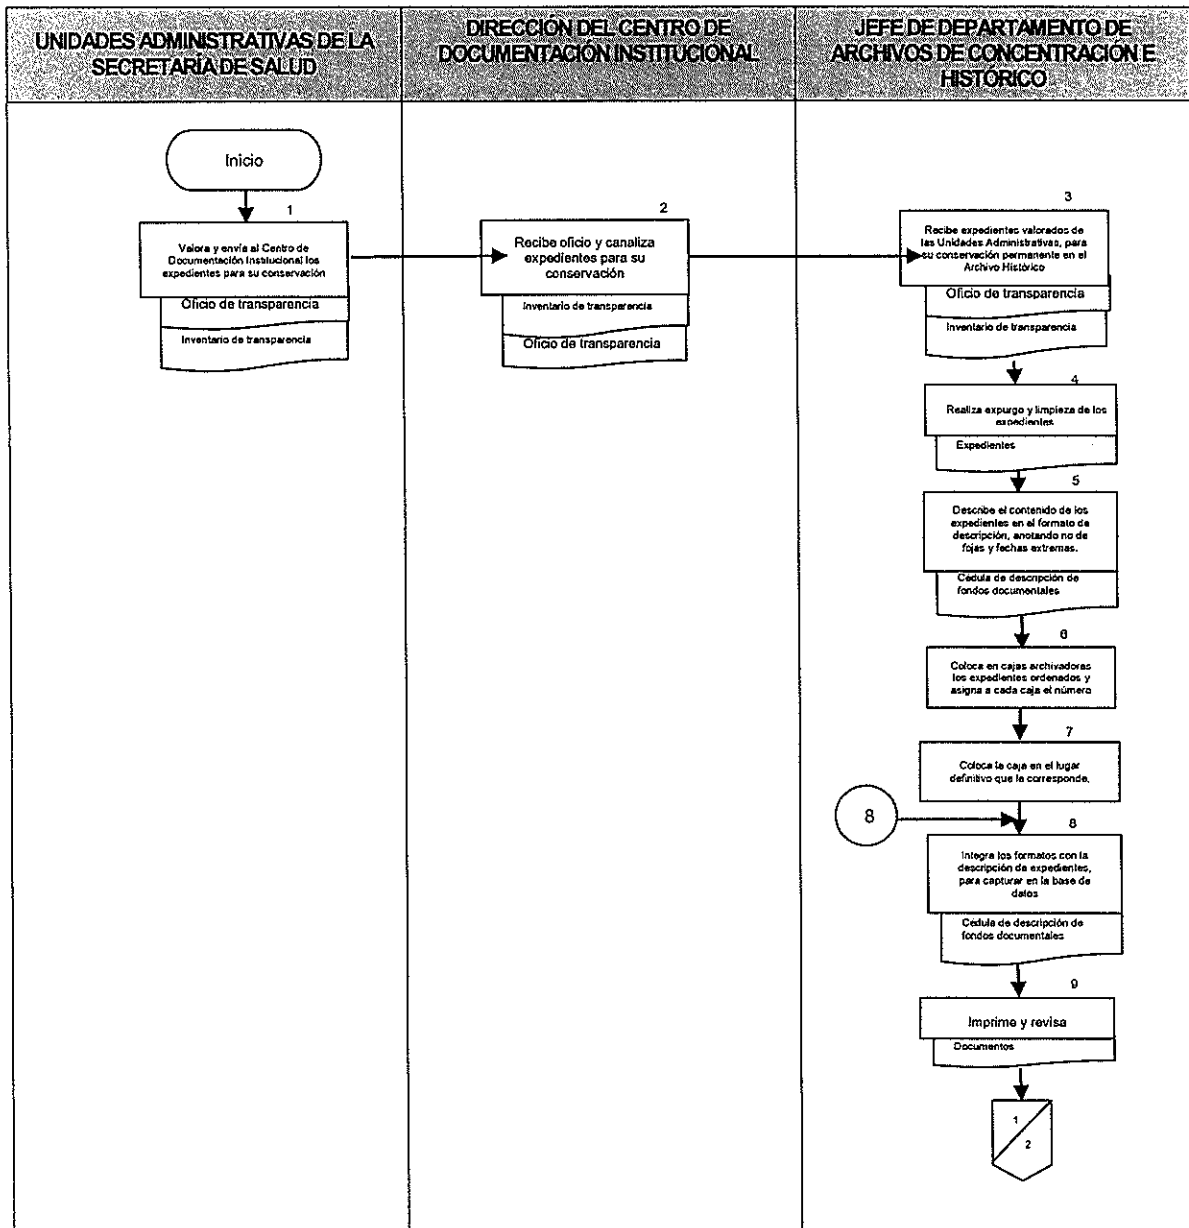 UNIDADES ADMINISTRATIVAS DE LA
SECRETARÍA DE SALUD
DIRECCIÓN DEL CENTRO DE
DOCUMENTACIÓN INSTITUCIONAL
JEFE DE DEPARTAMENTO DE
ARCHIVOS DE CONCENTRACIÓN E
HISTÓRICO
Inicio
1
Valora y envía al Centro de
Documentación Institucional los
expedientes para su conservación
Oficio de transparencia
Inventario de transparencia
2
Recibe oficio y canaliza
expedientes para su
conservación
Inventario de transparencia
Oficio de transparencia
3
Recibe expedientes valorados de
las Unidades Administrativas, para
su conservación permanente en el
Archivo Histórico
Oficio de transparencia
Inventario de transparencia
4
Realiza expurgo y limpieza de los
expedientes
Expedientes
5
Describe el contenido de los
expedientes en el formato de
descripción, anotando no de
fojas y fechas extremas.
Cédula de descripción de
fondos documentales
6
Coloca en cajas archivadoras
los expedientes ordenados y
asigna a cada caja el número
7
Coloca la caja en el lugar
definitivo que le corresponde.
8
8
Integra los formatos con la
descripción de expedientes,
para capturar en la base de
datos
Cédula de descripción de
fondos documentales
9
Imprime y revisa
Documentos
1
2